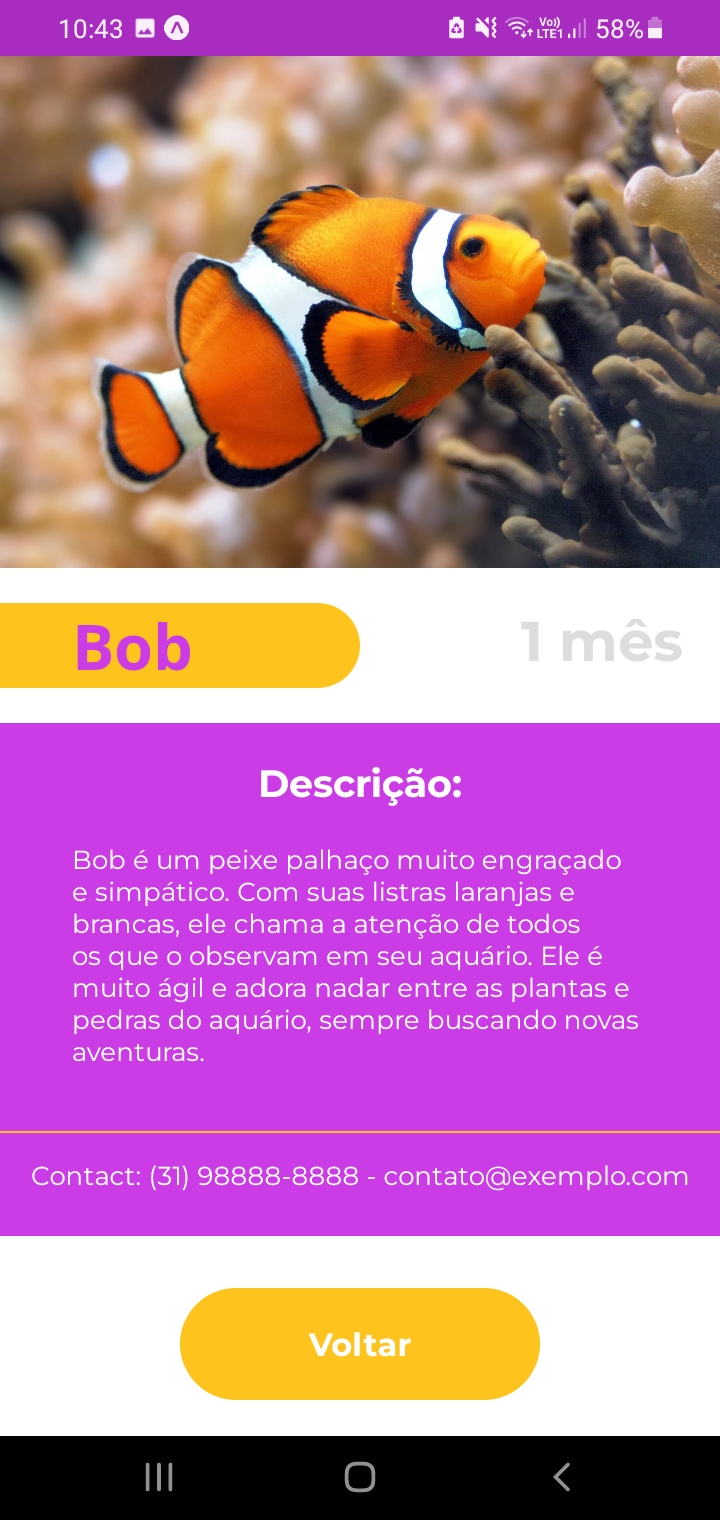 10:43 Vo)) LTE1 58%
Bob
1 mês
Descrição:
Bob é um peixe palhaço muito engraçado
e simpático. Com suas listras laranjas e
brancas, ele chama a atenção de todos
os que o observam em seu aquário. Ele é
muito ágil e adora nadar entre as plantas e
pedras do aquário, sempre buscando novas
aventuras.
Contact: (31) 98888-8888 - contato@exemplo.com
Voltar